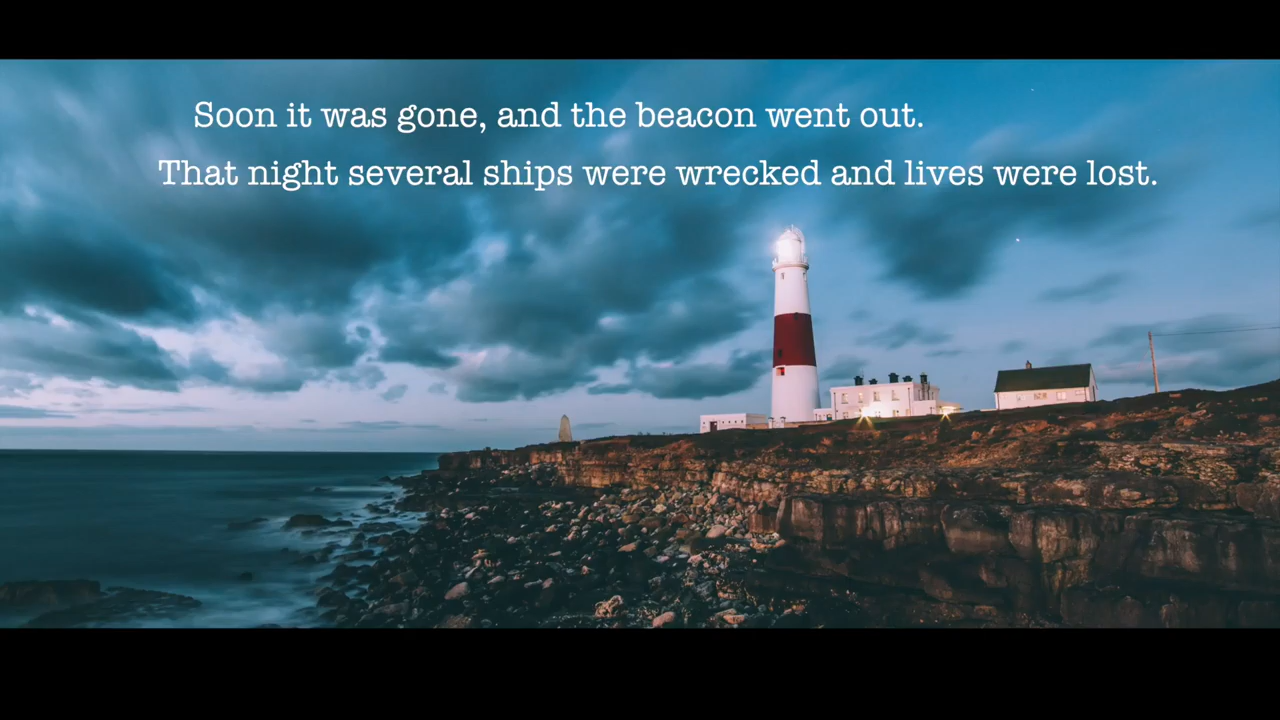 Soon it was gone, and the beacon went out.
That night several ships were wrecked and lives were lost.